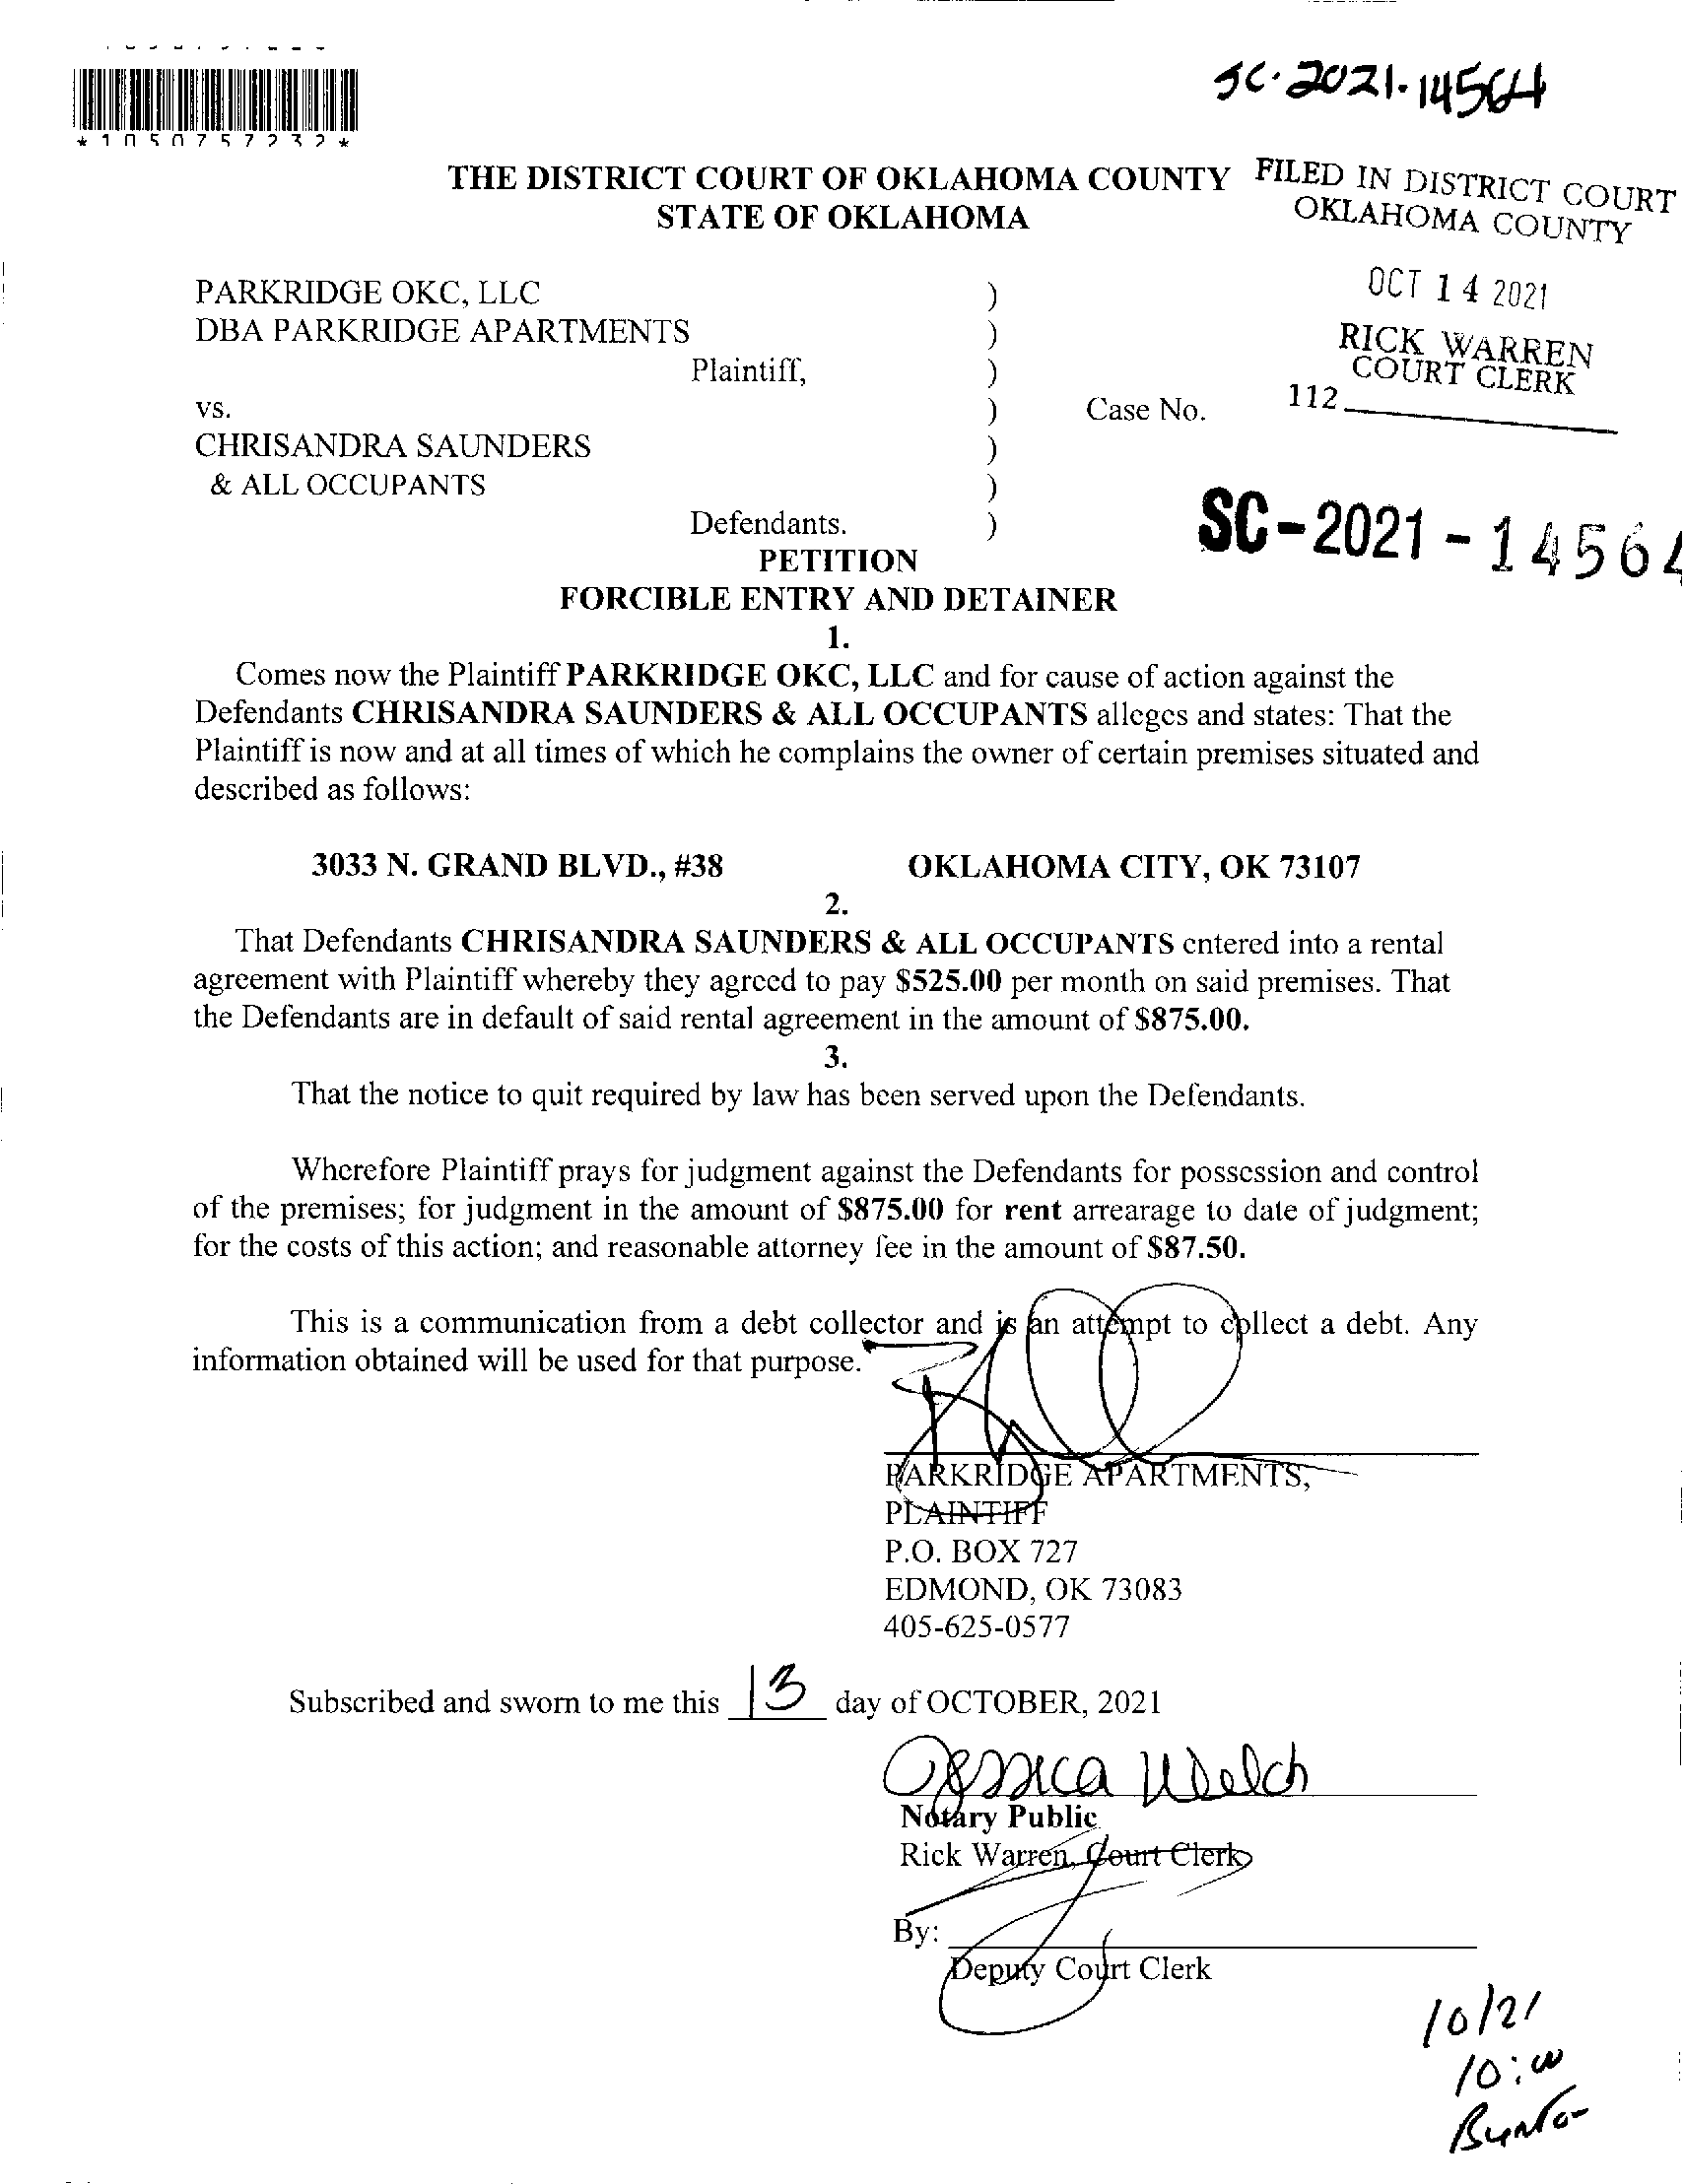 SC-2021-14564
*1050757232*
THE DISTRICT COURT OF OKLAHOMA COUNTY
STATE OF OKLAHOMA
FILED IN DISTRICT COURT
OKLAHOMA COUNTY
OCT 14 2021
RICK WARREN
COURT CLERK
112
PARKRIDGE OKC, LLC )
DBA PARKRIDGE APARTMENTS )
Plaintiff, )
vs. ) Case No.
CHRISANDRA SAUNDERS )
& ALL OCCUPANTS )
Defendants. )
SC-2021-14564
PETITION
FORCIBLE ENTRY AND DETAINER
1.
Comes now the Plaintiff PARKRIDGE OKC, LLC and for cause of action against the
Defendants CHRISANDRA SAUNDERS & ALL OCCUPANTS alleges and states: That the
Plaintiff is now and at all times of which he complains the owner of certain premises situated and
described as follows:
3033 N. GRAND BLVD., #38 OKLAHOMA CITY, OK 73107
2.
That Defendants CHRISANDRA SAUNDERS & ALL OCCUPANTS entered into a rental
agreement with Plaintiff whereby they agreed to pay $525.00 per month on said premises. That
the Defendants are in default of said rental agreement in the amount of $875.00.
3.
That the notice to quit required by law has been served upon the Defendants.
Wherefore Plaintiff prays for judgment against the Defendants for possession and control
of the premises; for judgment in the amount of $875.00 for rent arrearage to date of judgment;
for the costs of this action; and reasonable attorney fee in the amount of $87.50.
This is a communication from a debt collector and is an attempt to collect a debt. Any
information obtained will be used for that purpose.
PARKRIDGE APARTMENTS,
PLAINTIFF
P.O. BOX 727
EDMOND, OK 73083
405-625-0577
Subscribed and sworn to me this 13 day of OCTOBER, 2021
Jessica Welch
Notary Public
Rick Warren, Court Clerk
By:
Deputy Court Clerk
10/21
10:00